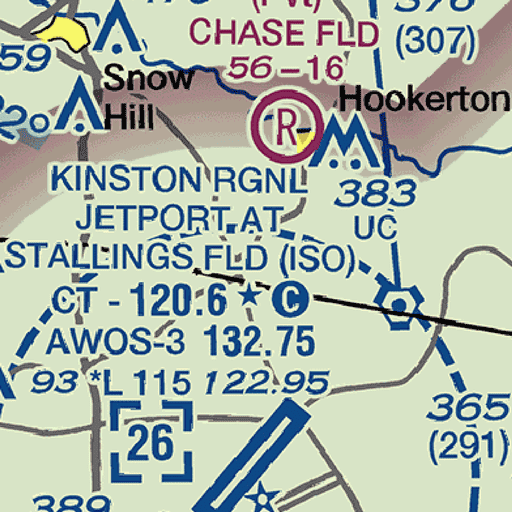 (Pvt)
CHASE FLD
56 - 16
(307)
59
Snow
Hill
R
Hookerton
KINSTON RGNL
JETPORT AT
STALLINGS FLD (ISO)
383
UC
CT - 120.6 C
AWOS-3 132.75
93 *L 115 122.95
26
365
(291)
389